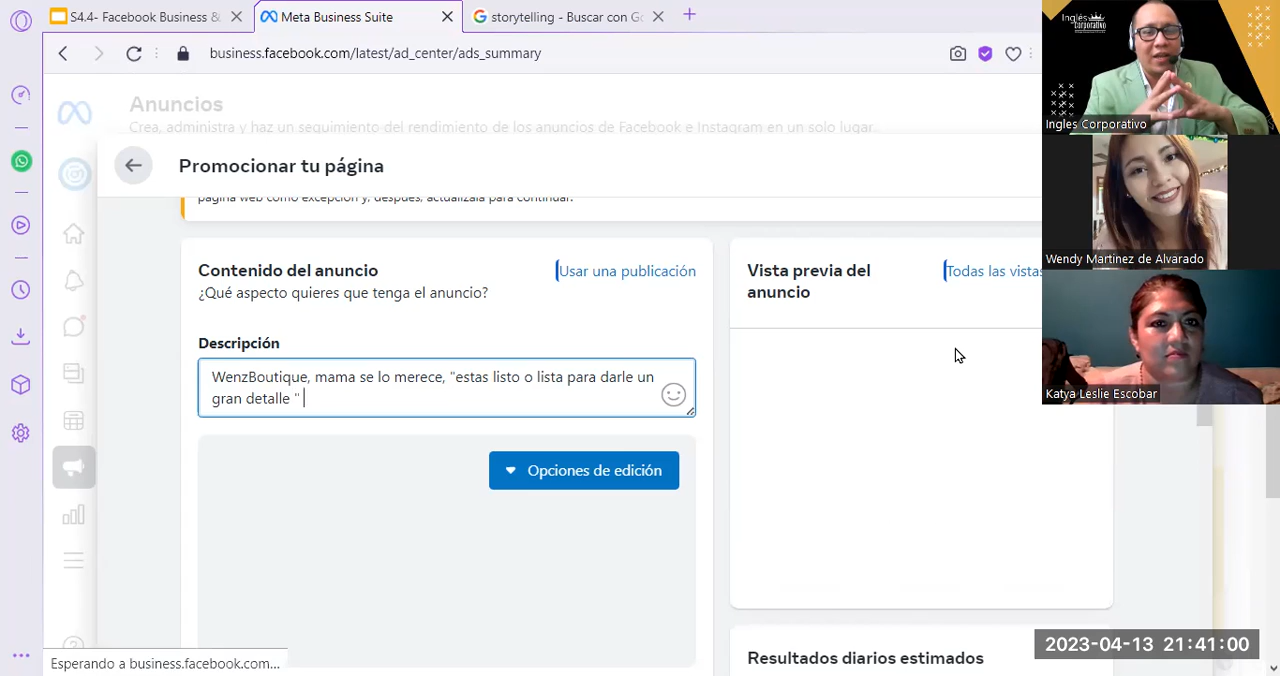 S4.4- Facebook Business &
Meta Business Suite
storytelling - Buscar con Go
business.facebook.com/latest/ad_center/ads_summary
Anuncios
Crea, administra y haz un seguimiento del rendimiento de los anuncios de Facebook e Instagram en un solo lugar.
Promocionar tu página
página web como excepción y, después, actualízala para continuar.
Contenido del anuncio
Usar una publicación
¿Qué aspecto quieres que tenga el anuncio?
Descripción
WenzBoutique, mama se lo merece, "estas listo o lista para darle un
gran detalle "
Opciones de edición
Vista previa del
anuncio
Todas las vistas
Resultados diarios estimados
Esperando a business.facebook.com...
Inglés
Corporativo
Ingles Corporativo
Wendy Martinez de Alvarado
Katya Leslie Escobar
2023-04-13 21:41:00